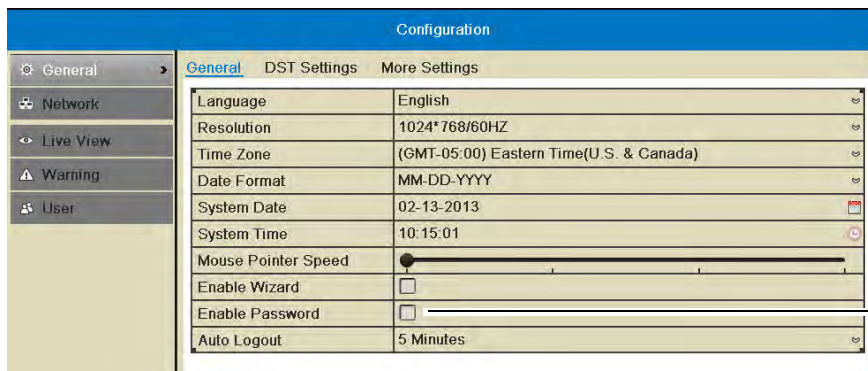 Configuration
General
Network
Live View
Warning
User
General DST Settings More Settings
Language English
Resolution 1024*768/60HZ
Time Zone (GMT-05:00) Eastern Time(U.S. & Canada)
Date Format MM-DD-YYYY
System Date 02-13-2013
System Time 10:15:01
Mouse Pointer Speed
Enable Wizard
Enable Password
Auto Logout 5 Minutes